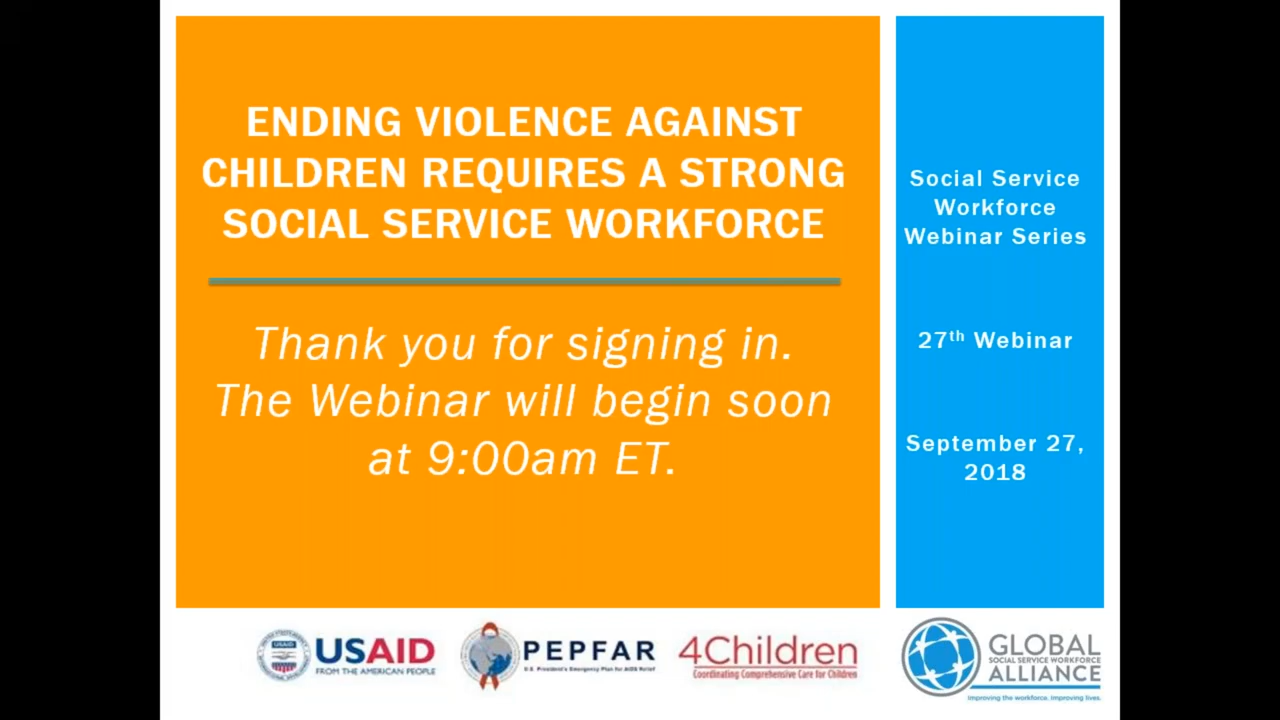 ENDING VIOLENCE AGAINST
CHILDREN REQUIRES A STRONG
SOCIAL SERVICE WORKFORCE
Thank you for signing in.
The Webinar will begin soon
at 9:00am ET.
Social Service
Workforce
Webinar Series
27th Webinar
September 27,
2018
USAID
USAID
FROM THE AMERICAN PEOPLE
PEPFAR
U.S. President's Emergency Plan for AIDS Relief
4Children
Coordinating Comprehensive Care for Children
GLOBAL
SOCIAL SERVICE WORKFORCE
ALLIANCE
Improving the workforce. Improving lives.